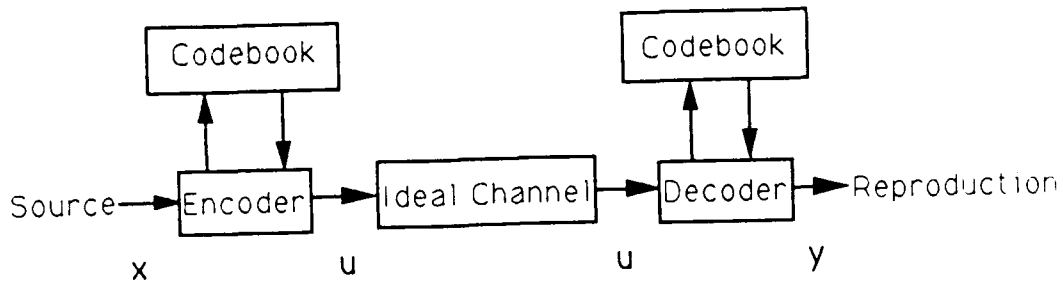 Codebook
Codebook
Source
Encoder
Ideal Channel
Decoder
Reproduction
x
u
u
y